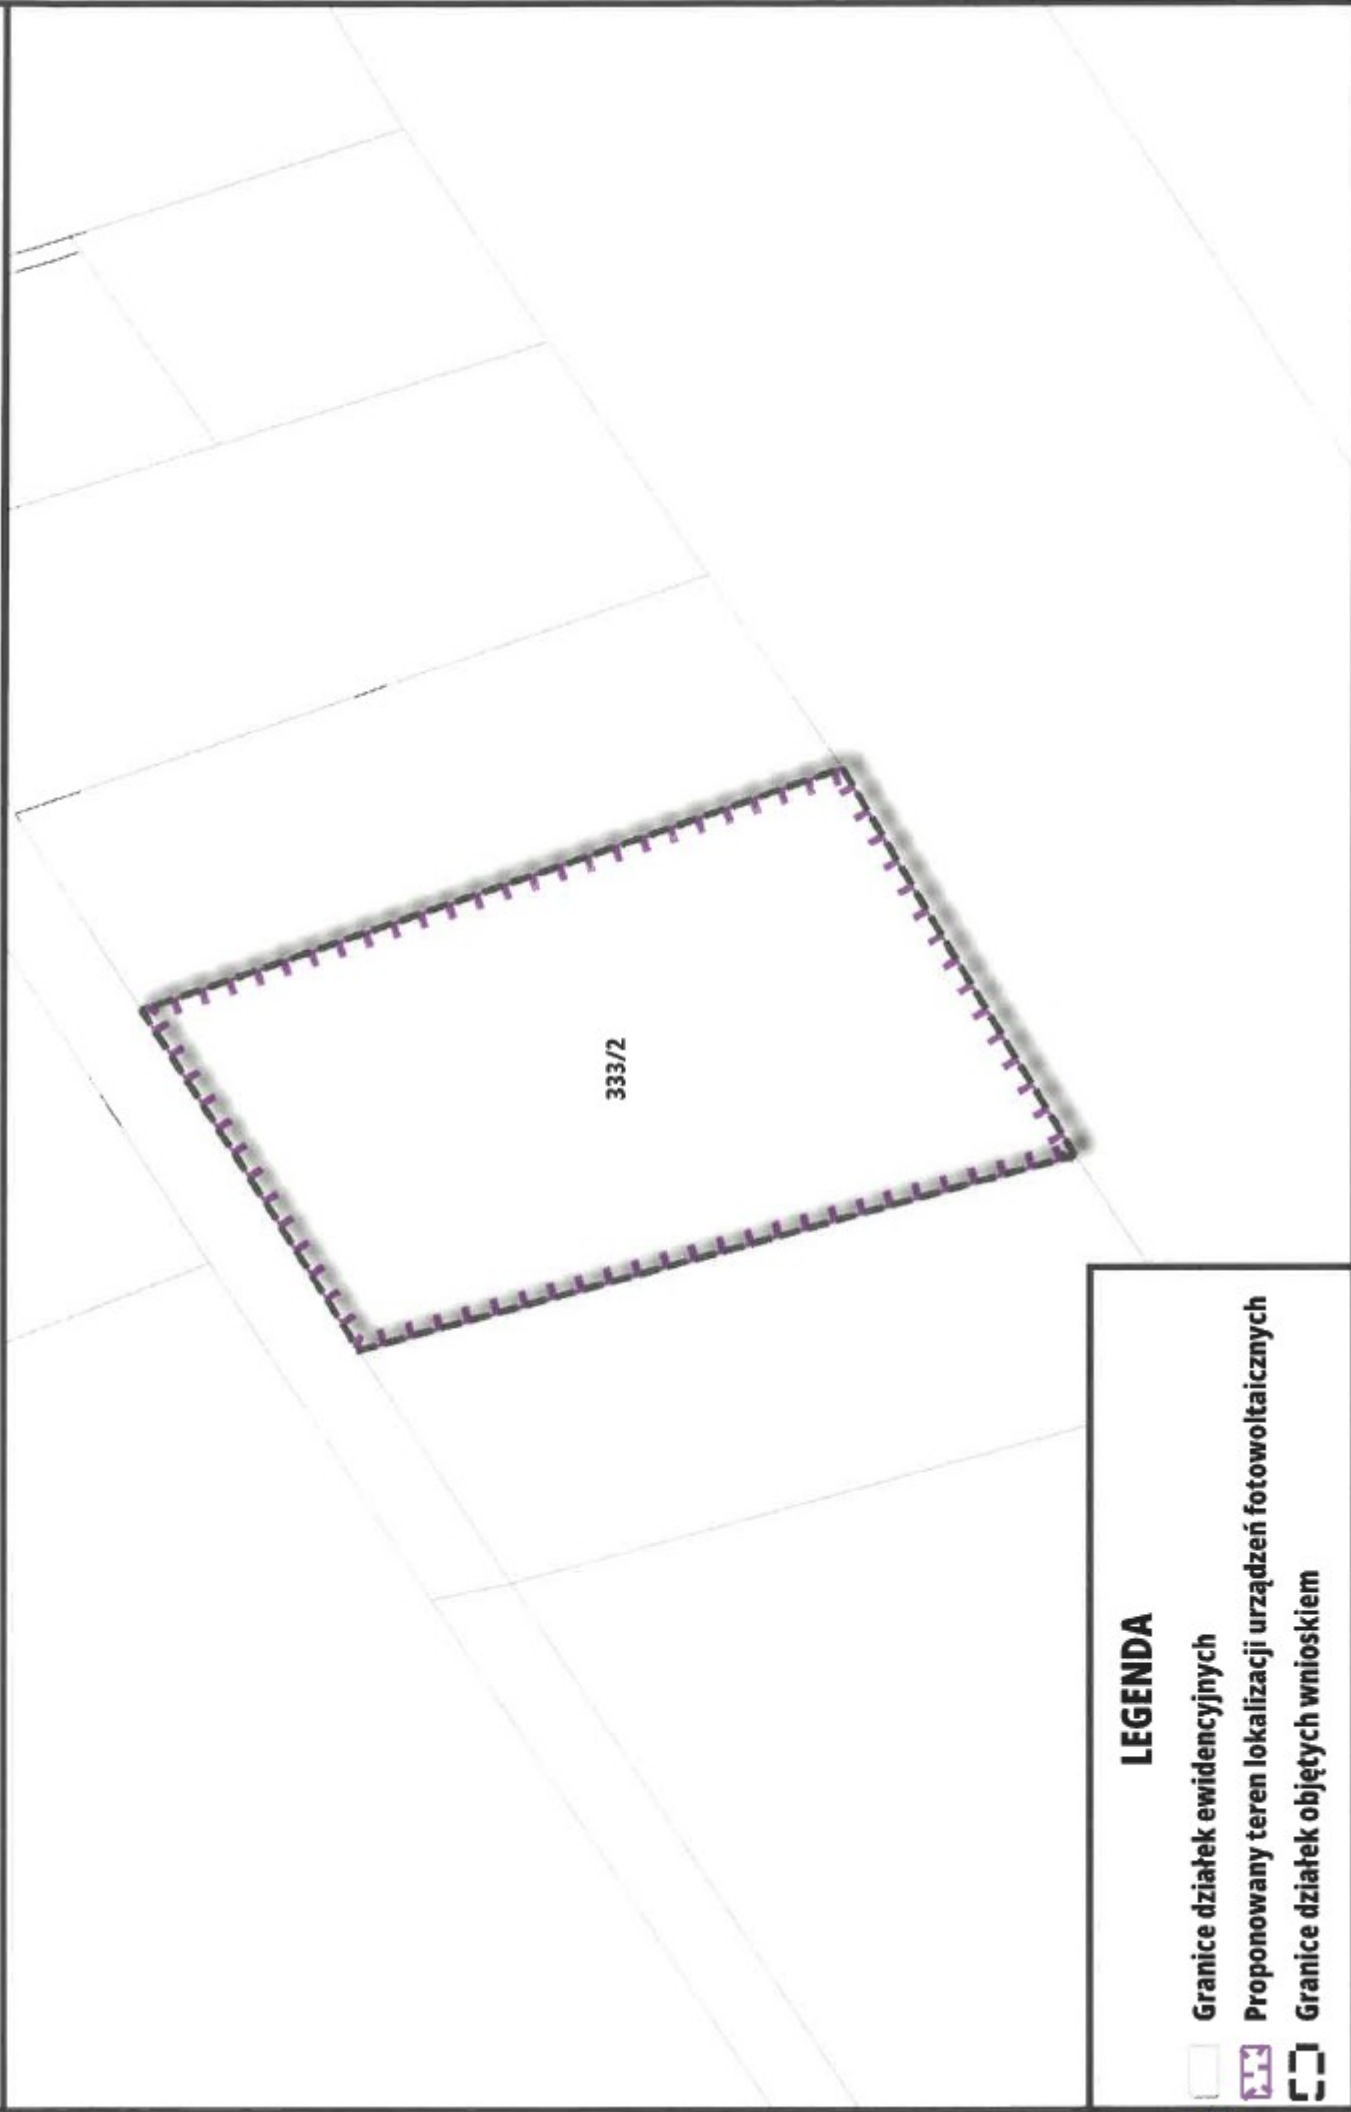 333/2
LEGENDA
Granice działek ewidencyjnych
Proponowany teren lokalizacji urządzeń fotowoltaicznych
Granice działek objętych wnioskiem